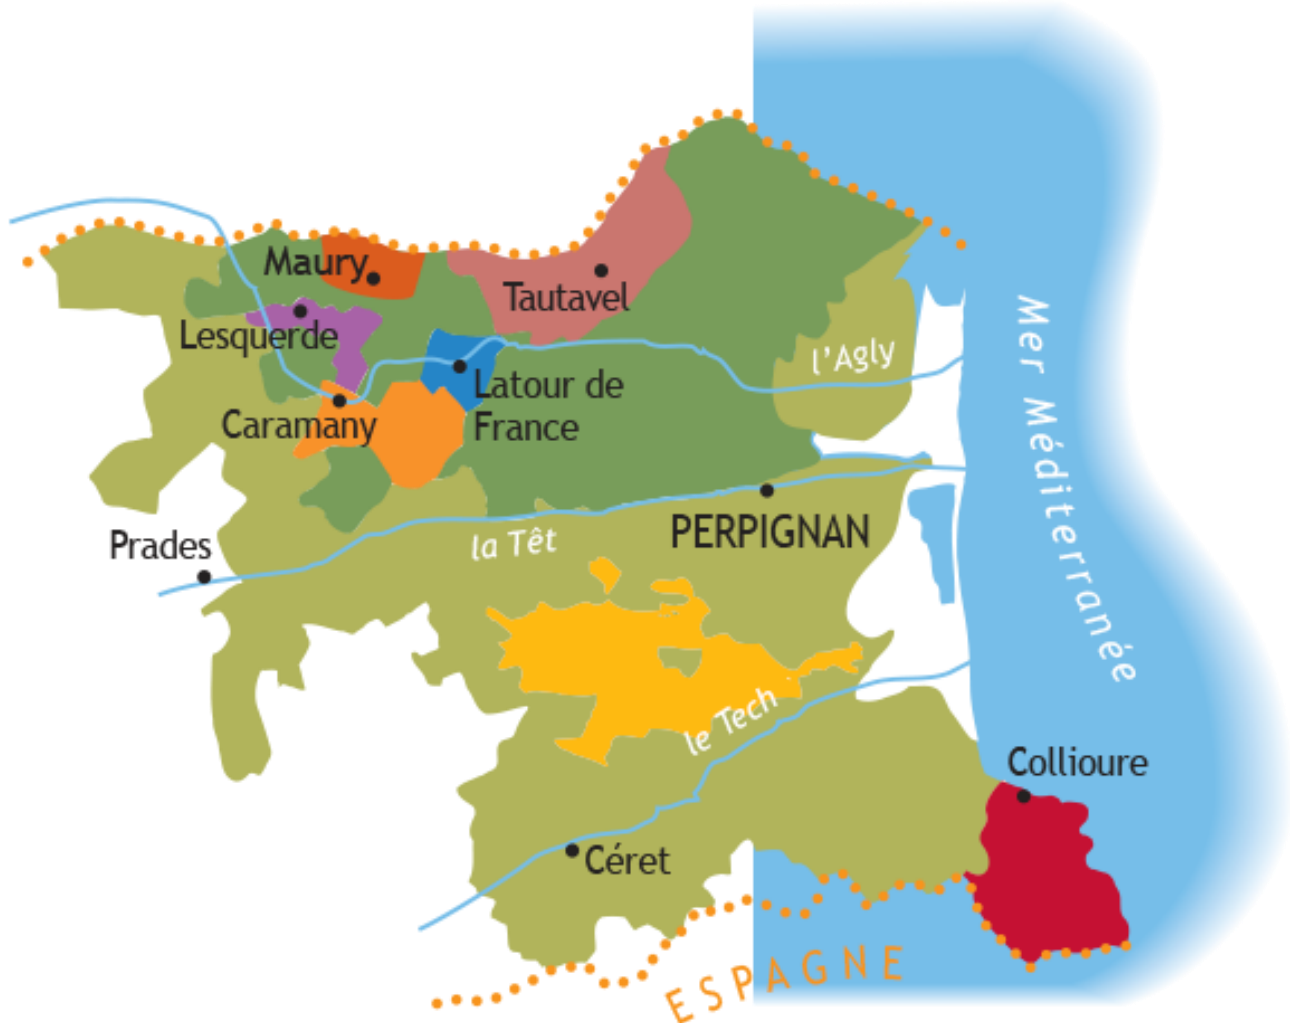 Maury
Tautavel
Lesquerde
l'Agly
Latour de
France
Caramany
Mer Méditerranée
PERPIGNAN
Prades
la Têt
le Tech
Collioure
Céret
ESPAGNE